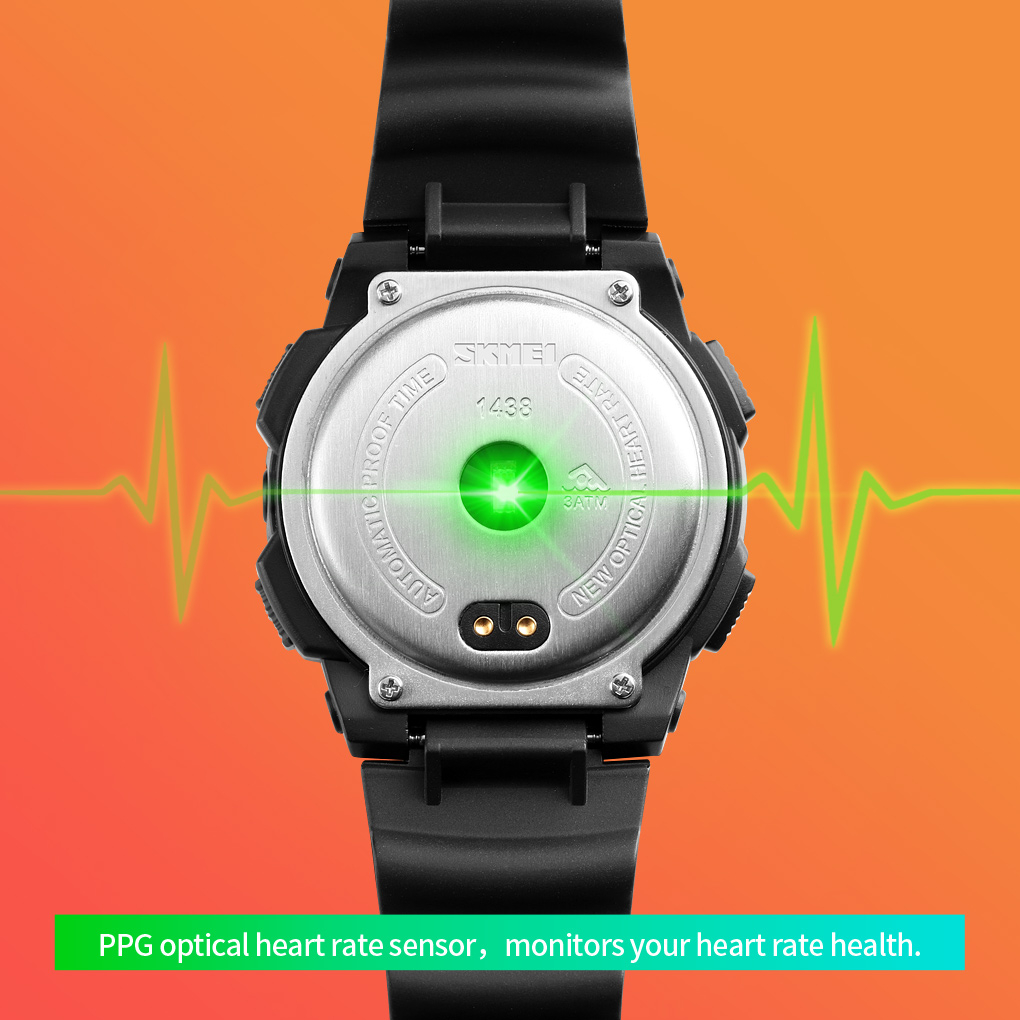 SKMEI
1438
AUTOMATIC PROOF TIME
NEW OPTICAL HEART RATE
3ATM
PPG optical heart rate sensor，monitors your heart rate health.